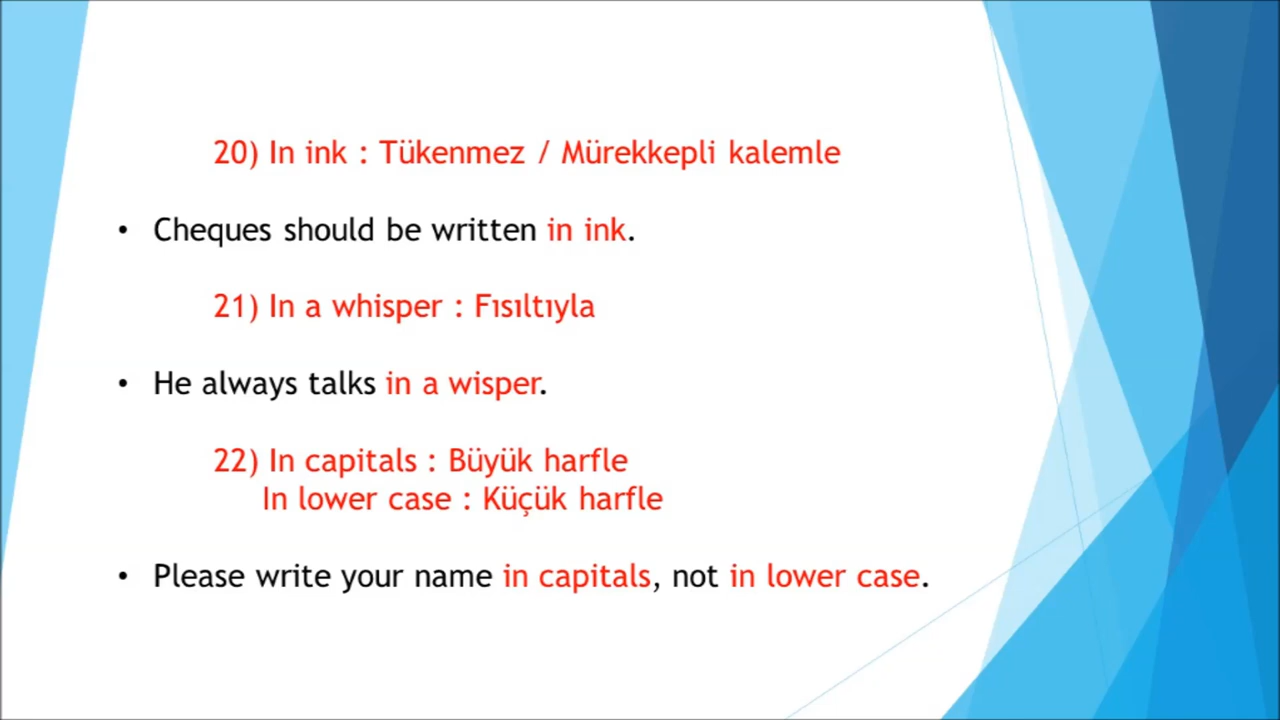 20) In ink : Tükenmez / Mürekkepli kalemle
• Cheques should be written in ink.
21) In a whisper : Fısıltıyla
• He always talks in a wisper.
22) In capitals : Büyük harfle
In lower case : Küçük harfle
• Please write your name in capitals, not in lower case.